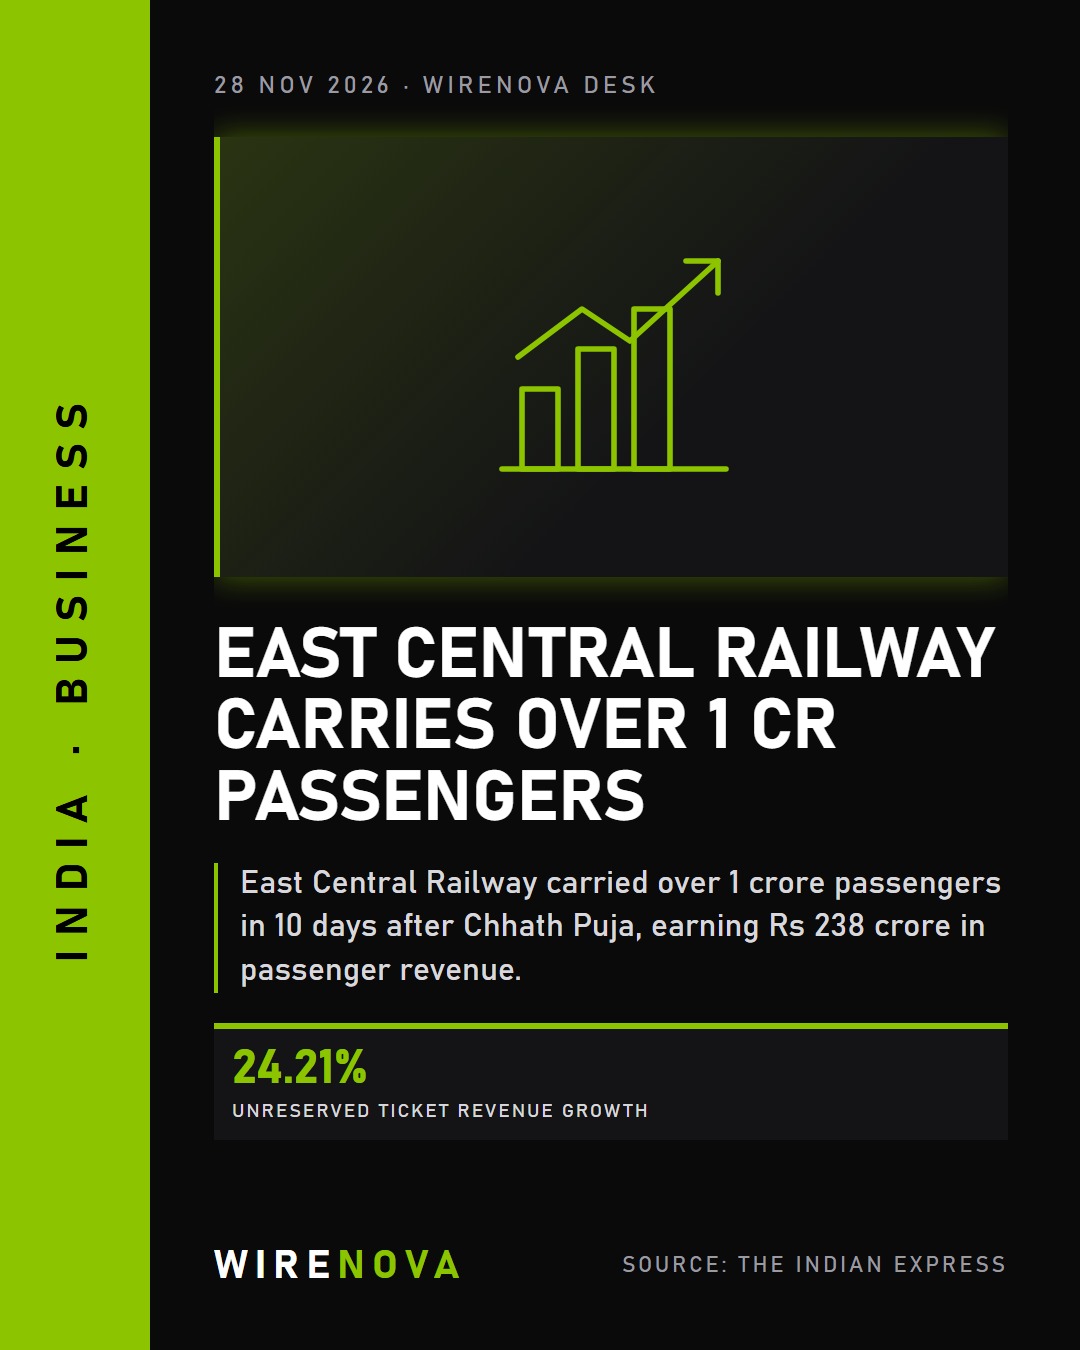 INDIA · BUSINESS
28 NOV 2026 · WIRENOVA DESK
EAST CENTRAL RAILWAY
CARRIES OVER 1 CR
PASSENGERS
East Central Railway carried over 1 crore passengers
in 10 days after Chhath Puja, earning Rs 238 crore in
passenger revenue.
24.21%
UNRESERVED TICKET REVENUE GROWTH
WIRENOVA
SOURCE: THE INDIAN EXPRESS